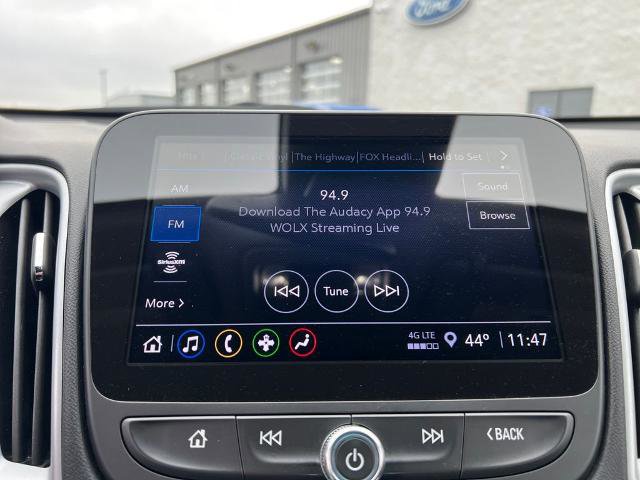 Ford
Vinyl | The Highway | FOX Headli... | Hold to Set
AM
94.9
Sound
FM
Download The Audacy App 94.9
WOLX Streaming Live
Browse
SiriusXM
More >
Tune
4G LTE
44° 11:47
BACK